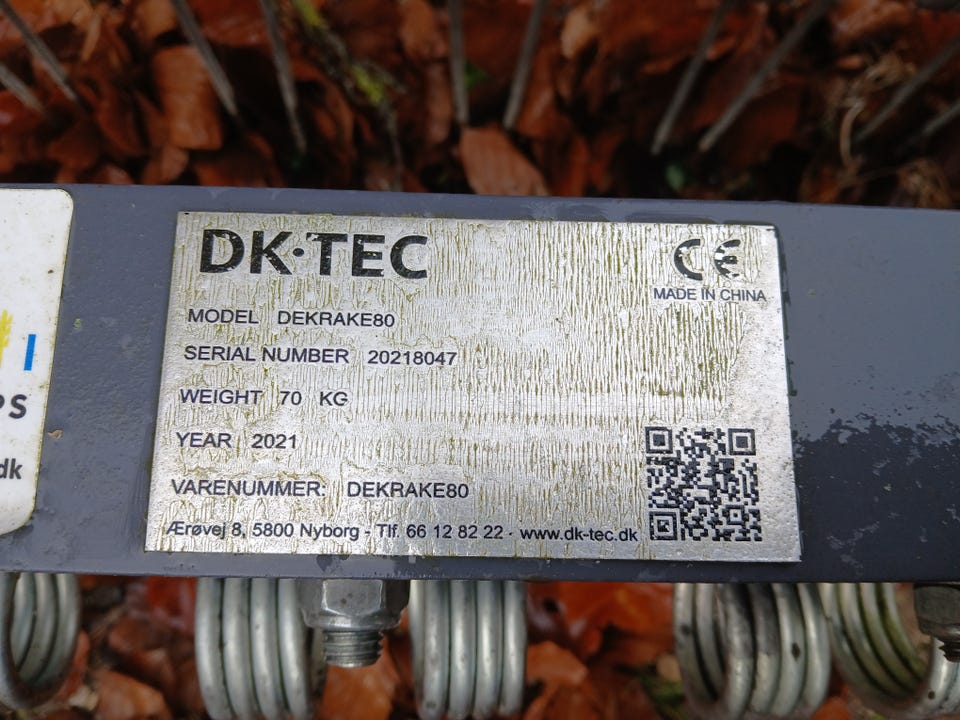 DK·TEC
CE
MADE IN CHINA
MODEL DEKRAKE80
SERIAL NUMBER 20218047
WEIGHT 70 KG
YEAR 2021
VARENUMMER: DEKRAKE80
Ærøvej 8, 5800 Nyborg - Tlf. 66 12 82 22 · www.dk-tec.dk
PS
dk